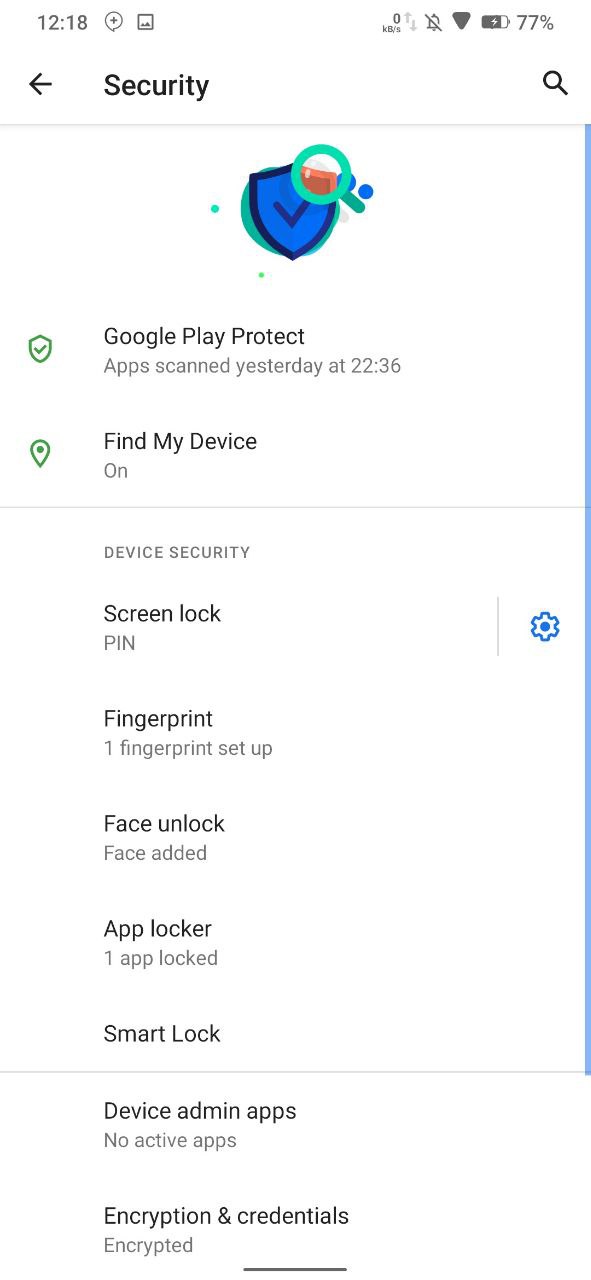 12:18 0 kB/s 77%
Security
Google Play Protect
Apps scanned yesterday at 22:36
Find My Device
On
DEVICE SECURITY
Screen lock
PIN
Fingerprint
1 fingerprint set up
Face unlock
Face added
App locker
1 app locked
Smart Lock
Device admin apps
No active apps
Encryption & credentials
Encrypted